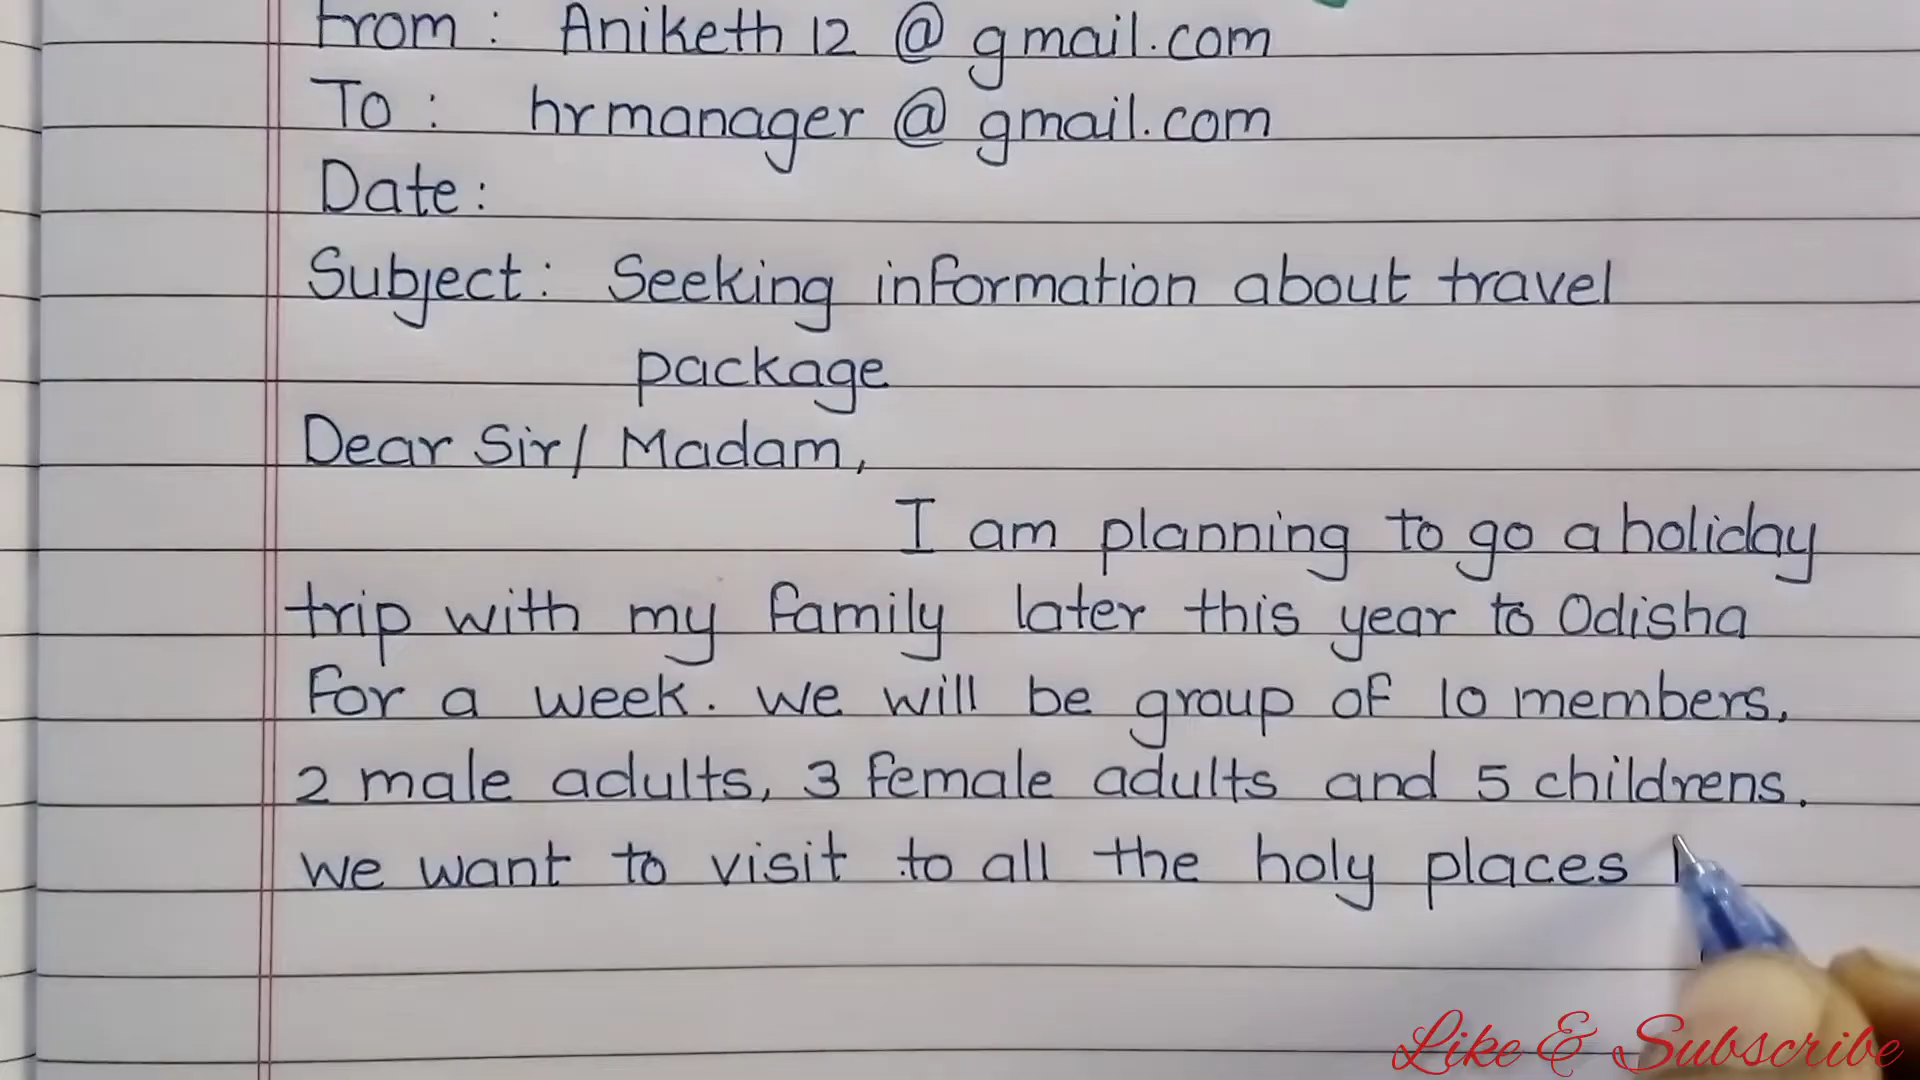 From : Aniketh 12 @ gmail.com
To : hrmanager @ gmail.com
Date :
Subject : Seeking information about travel
package
Dear Sir / Madam,
I am planning to go a holiday
trip with my family later this year to Odisha
for a week. We will be group of 10 members,
2 male adults, 3 female adults and 5 childrens.
We want to visit to all the holy places
Like & Subscribe